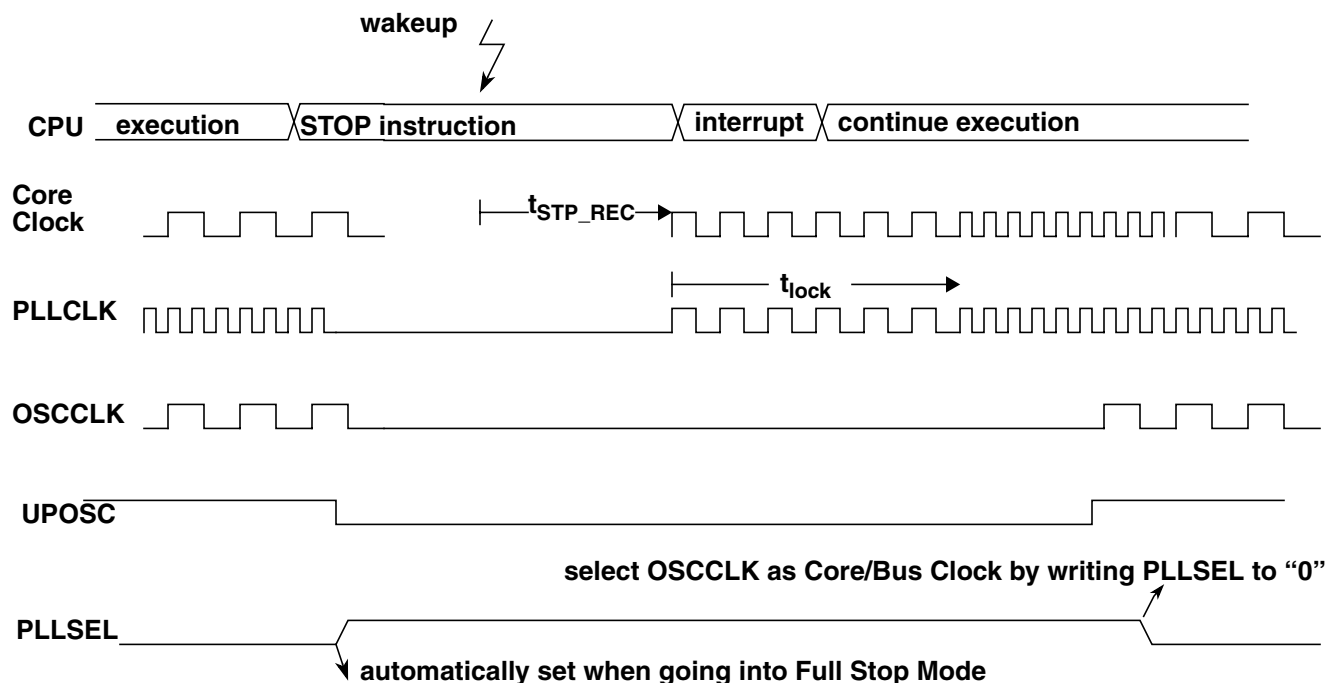 wakeup
CPU execution STOP instruction interrupt continue execution
Core
Clock
tSTP_REC
tlock
PLLCLK
OSCCLK
UPOSC
select OSCCLK as Core/Bus Clock by writing PLLSEL to “0”
PLLSEL
automatically set when going into Full Stop Mode